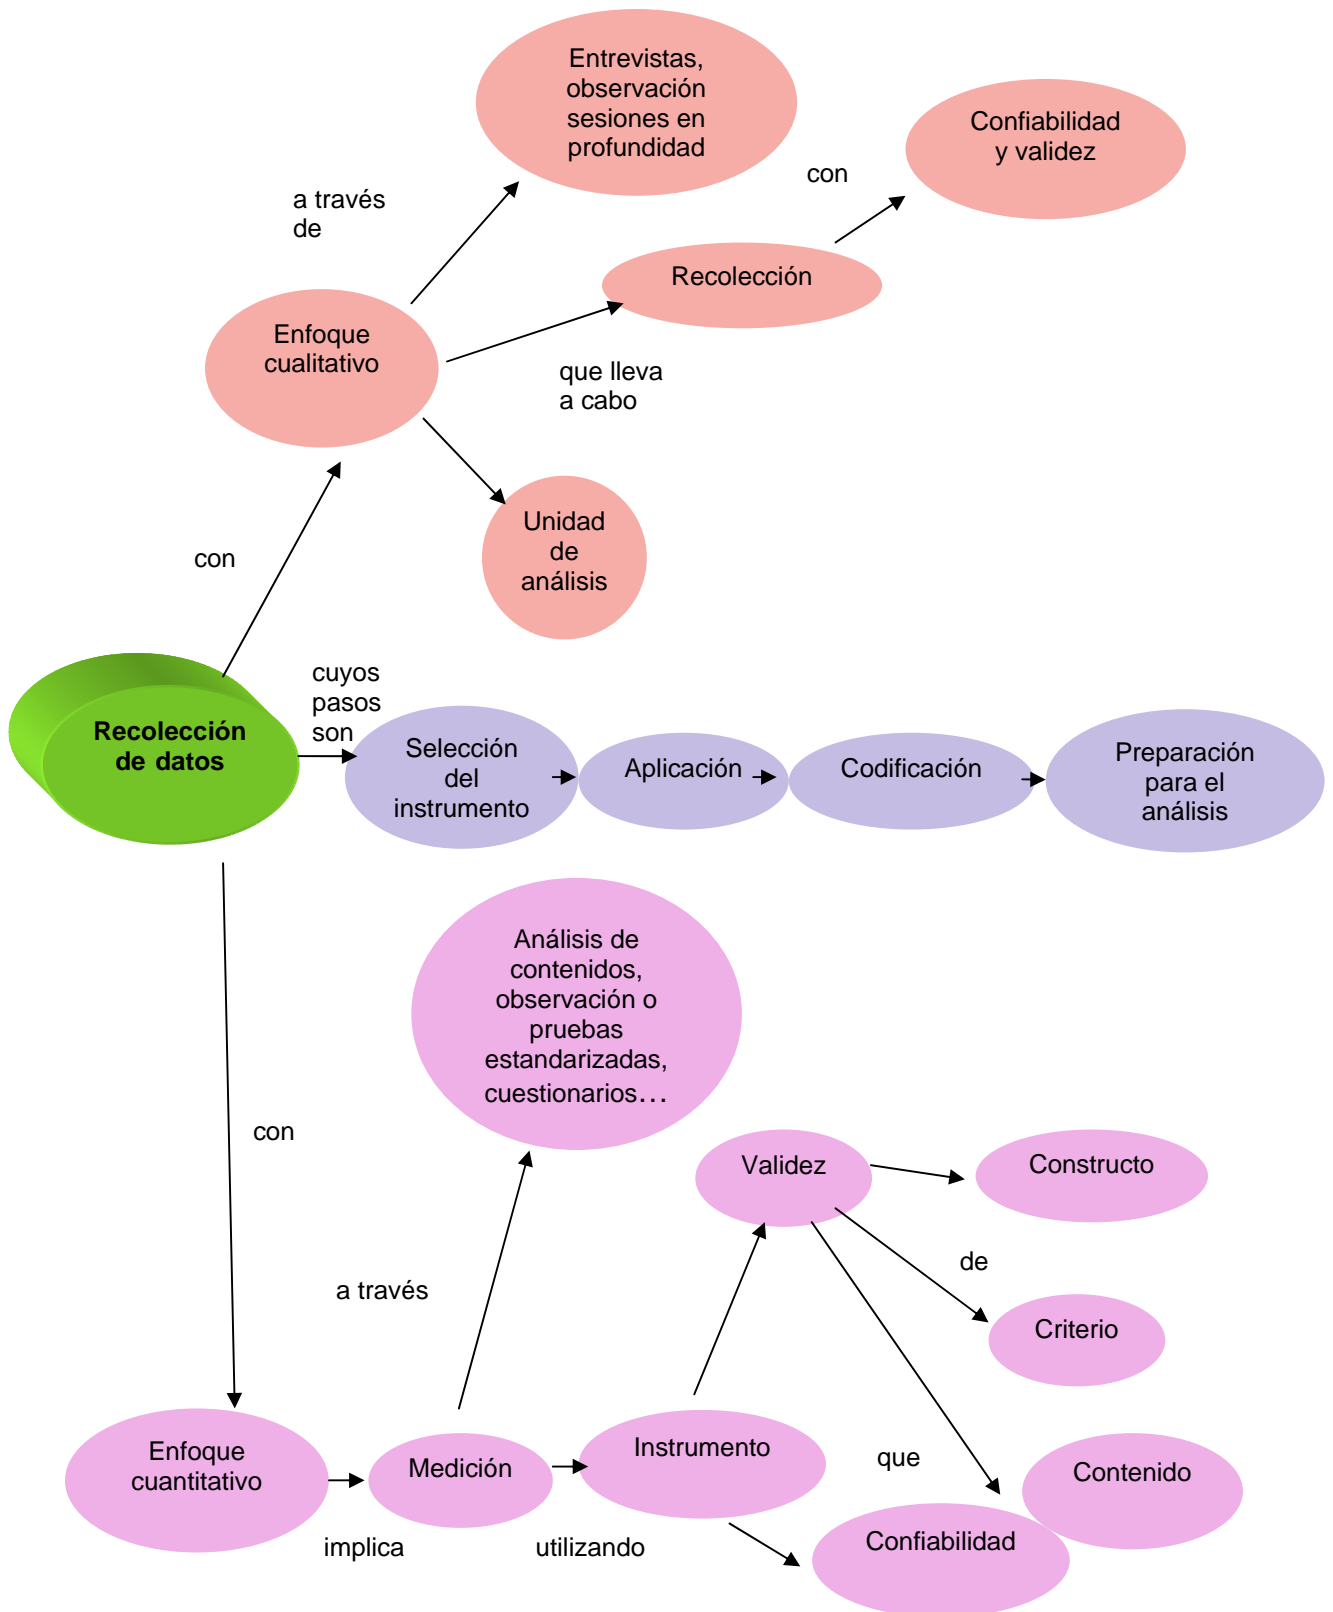 Entrevistas,
observación
sesiones en
profundidad
Confiabilidad
y validez
con
a través
de
Recolección
Enfoque
cualitativo
que lleva
a cabo
Unidad
de
análisis
con
cuyos
pasos
son
Recolección
de datos
Selección
del
instrumento
Aplicación
Codificación
Preparación
para el
análisis
Análisis de
contenidos,
observación o
pruebas
estandarizadas,
cuestionarios…
con
Validez
Constructo
de
a través
Criterio
Enfoque
cuantitativo
Medición
Instrumento
que
Contenido
Confiabilidad
implica
utilizando